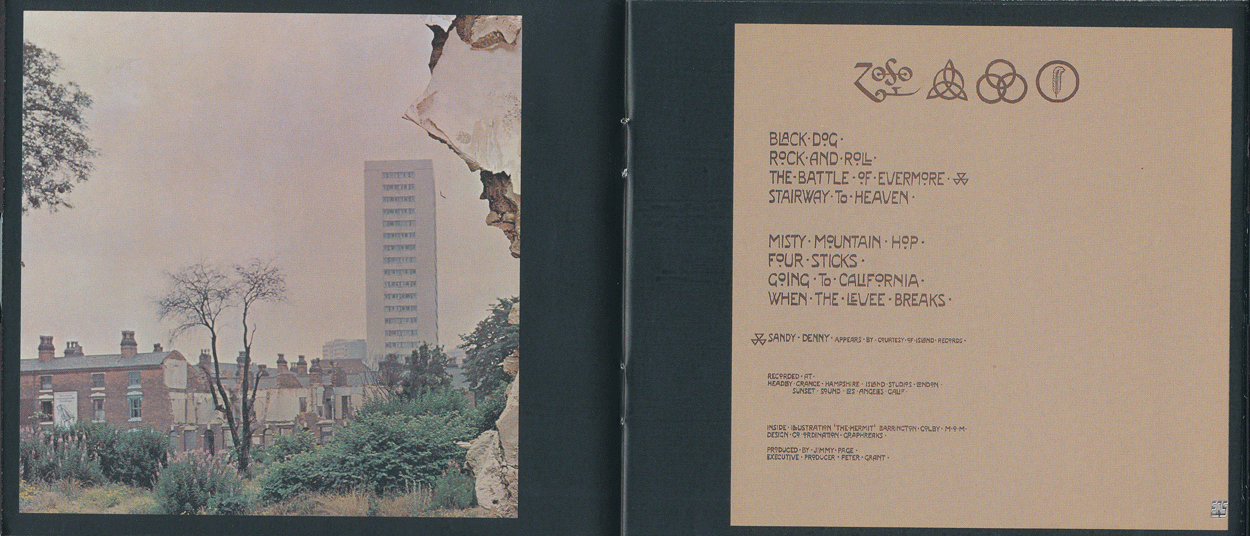 ZOSO
BLACK·DOG·
ROCK·AND·ROLL·
THE·BATTLE·OF·EVERMORE·
STAIRWAY·TO·HEAVEN·
MISTY·MOUNTAIN·HOP·
FOUR·STICKS·
GOING·TO·CALIFORNIA·
WHEN·THE·LEVEE·BREAKS·
SANDY·DENNY·APPEARS·BY·COURTESY·OF·ISLAND·RECORDS·
RECORDED·AT·
HEADLEY·GRANGE·HAMPSHIRE·ISLAND·STUDIOS·LONDON·
SUNSET·SOUND·LOS·ANGELES·CALIF·
INSIDE·ILLUSTRATION 'THE·HERMIT' BARRINGTON·COLBY·M·O·M·
DESIGN·CO·ORDINATION·GRAPHREAKS·
PRODUCED·BY·JIMMY·PAGE·
EXECUTIVE·PRODUCER·PETER·GRANT·